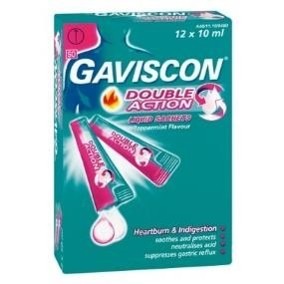 12 x 10 ml
GAVISCON
DOUBLE
ACTION
LIQUID SACHETS
Peppermint Flavour
Heartburn & Indigestion
soothes and protects
neutralises acid
suppresses gastric reflux